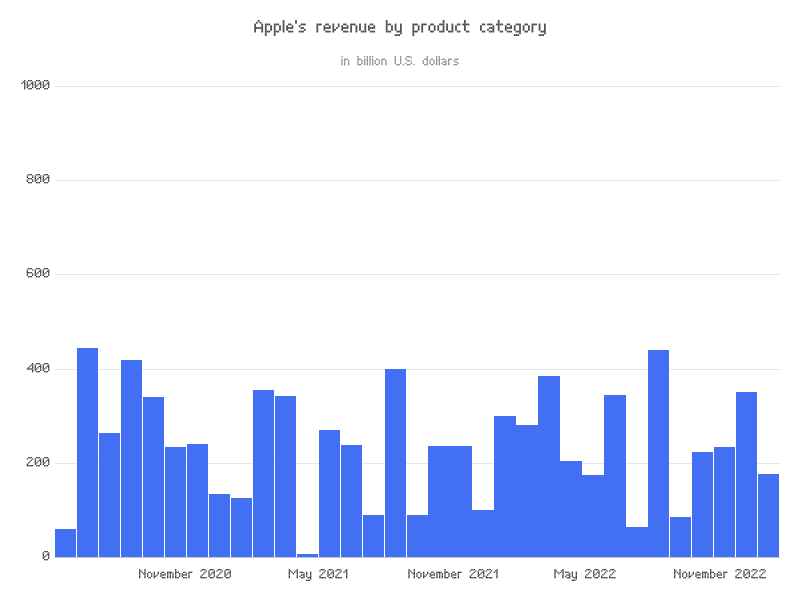 Apple's revenue by product category
in billion U.S. dollars
1000
800
600
400
200
0
November 2020 May 2021 November 2021 May 2022 November 2022